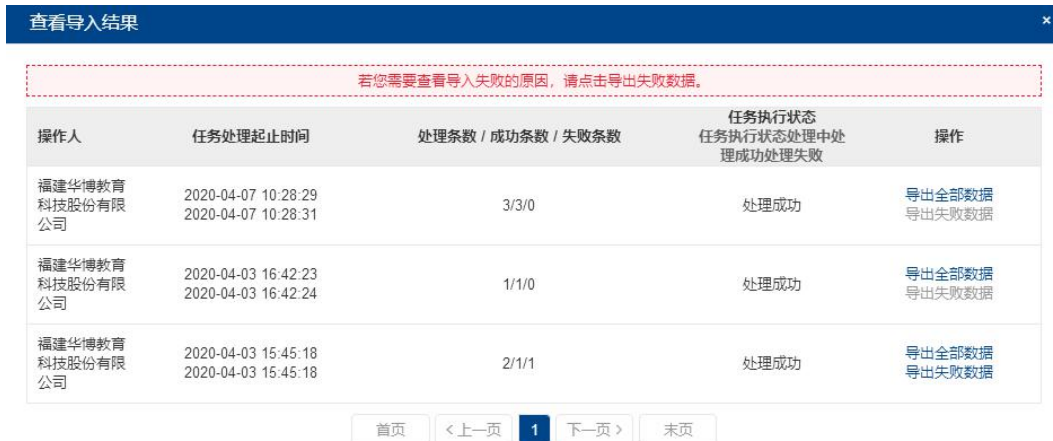 查看导入结果
×
若您需要查看导入失败的原因，请点击导出失败数据。
操作人 任务处理起止时间 处理条数 / 成功条数 / 失败条数 任务执行状态 操作
任务执行状态处理中处
理成功处理失败
福建华博教育
科技股份有限
公司
2020-04-07 10:28:29
2020-04-07 10:28:31
3/3/0
处理成功
导出全部数据
导出失败数据
福建华博教育
科技股份有限
公司
2020-04-03 16:42:23
2020-04-03 16:42:24
1/1/0
处理成功
导出全部数据
导出失败数据
福建华博教育
科技股份有限
公司
2020-04-03 15:45:18
2020-04-03 15:45:18
2/1/1
处理成功
导出全部数据
导出失败数据
首页 <上一页 1 下一页> 末页